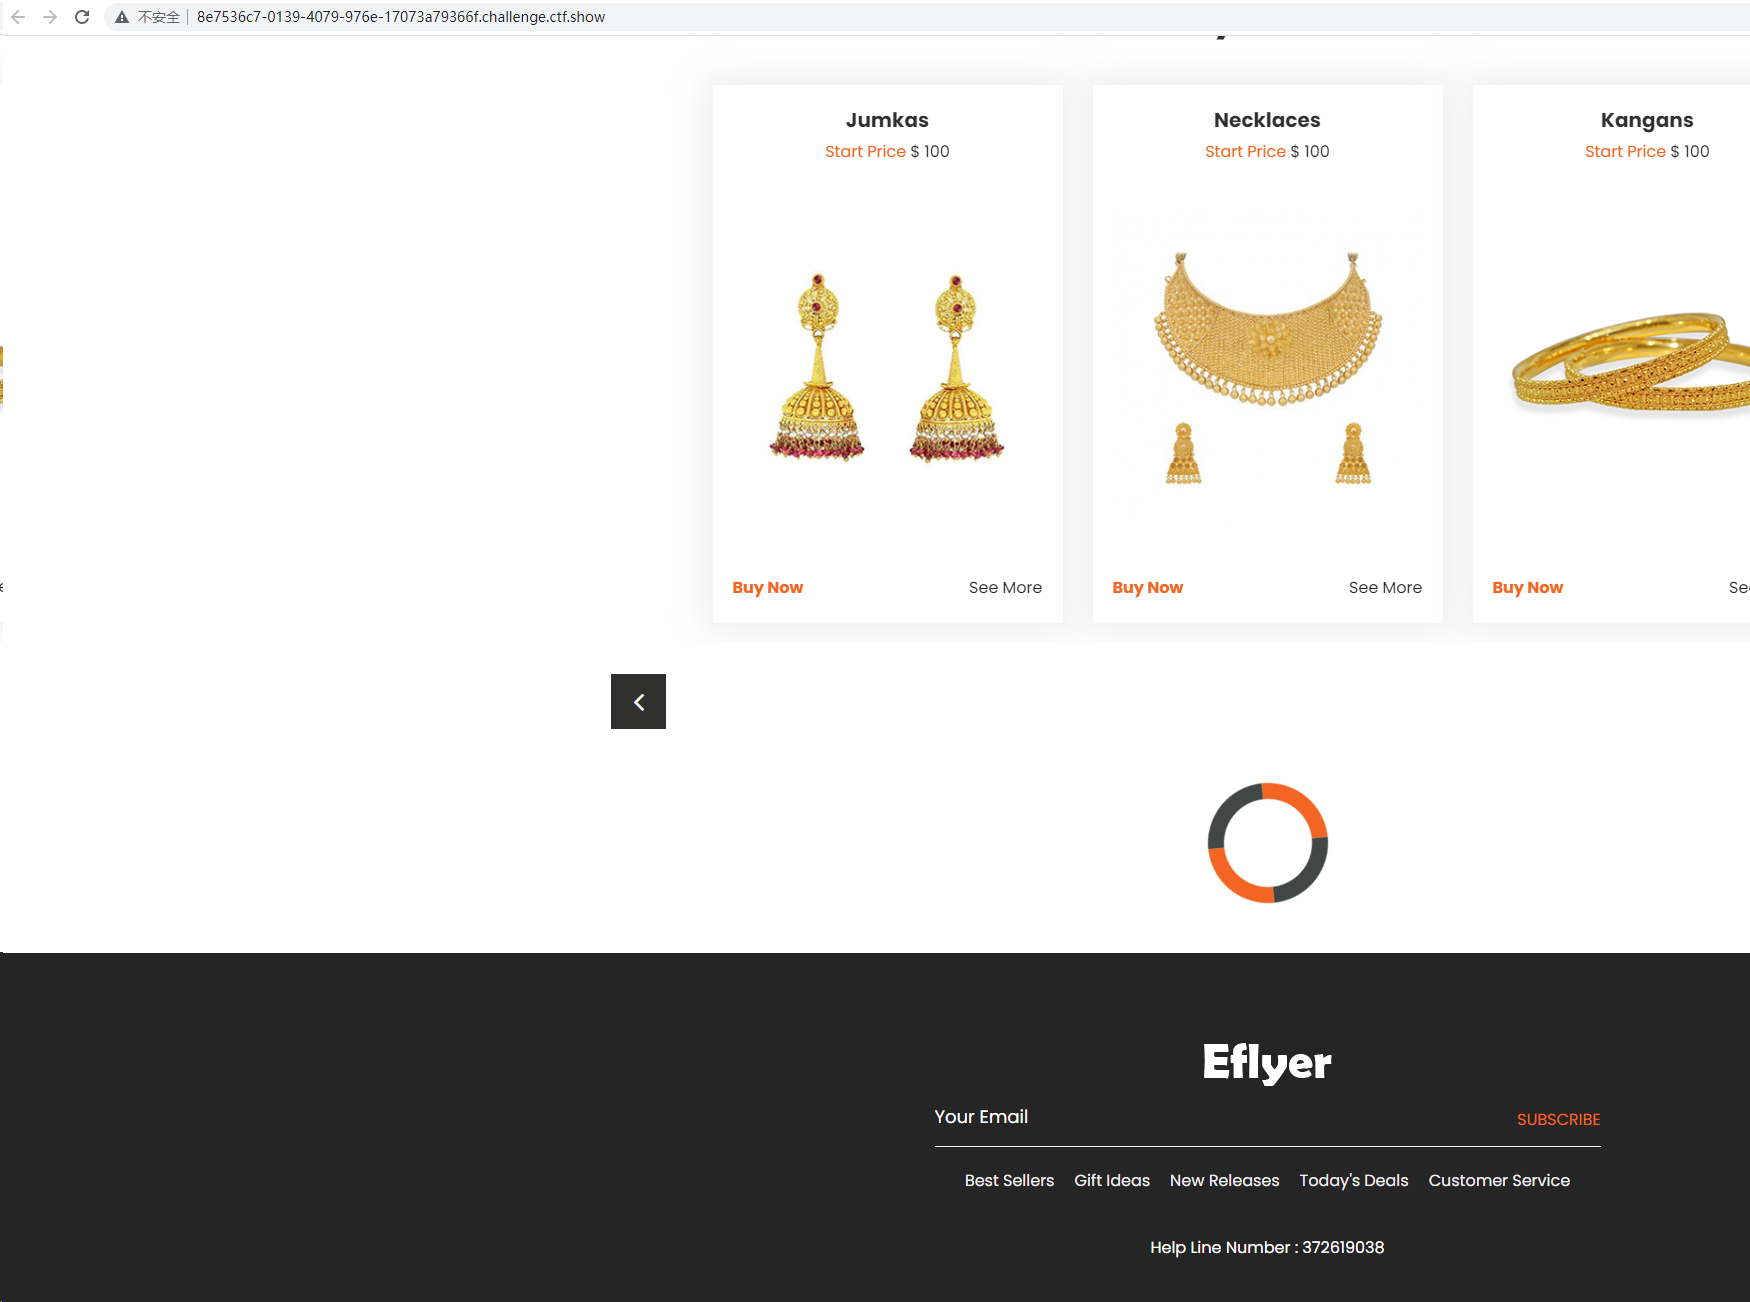 不安全 8e7536c7-0139-4079-976e-17073a79366f.challenge.ctf.show
Jumkas
Start Price $ 100
Buy Now See More
Necklaces
Start Price $ 100
Buy Now See More
Kangans
Start Price $ 100
Buy Now
Eflyer
Your Email SUBSCRIBE
Best Sellers Gift Ideas New Releases Today's Deals Customer Service
Help Line Number : 372619038